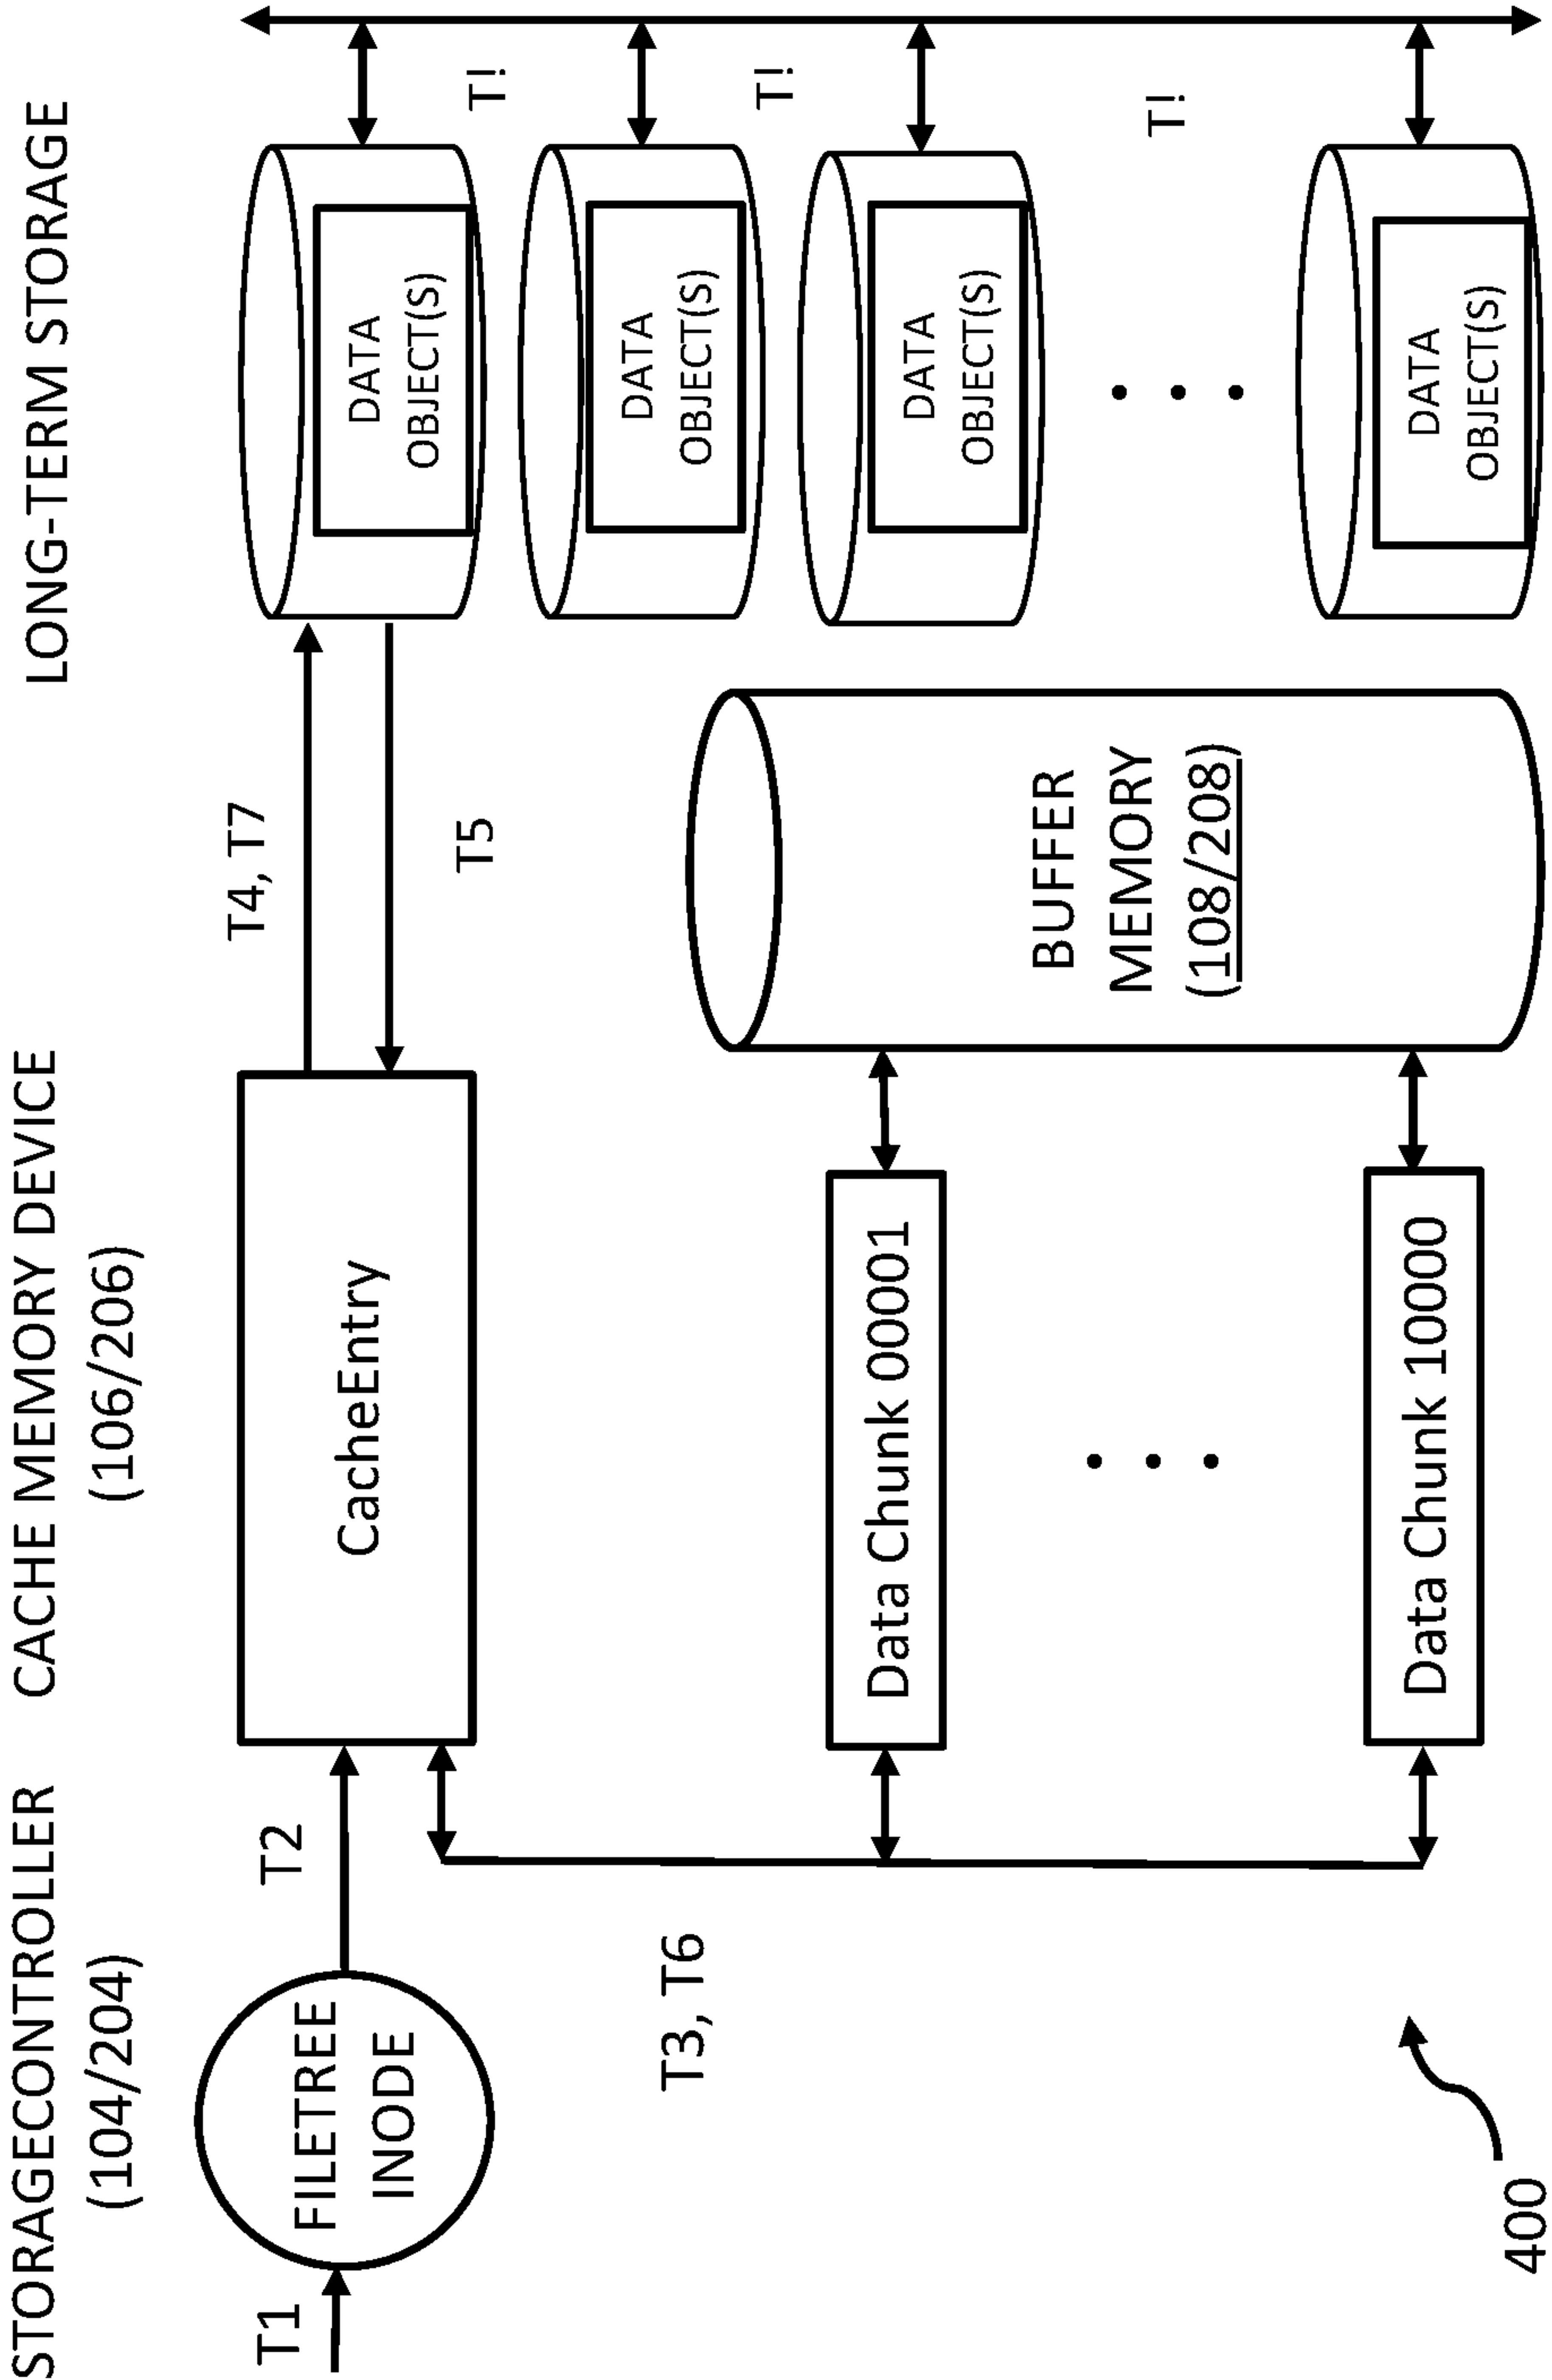 STORAGECONTROLLER
(104/204)
CACHE MEMORY DEVICE
(106/206)
LONG-TERM STORAGE
T1
FILETREE
INODE
T2
CacheEntry
T4, T7
T5
DATA
OBJECT(S)
T!
DATA
OBJECT(S)
T!
DATA
OBJECT(S)
T!
DATA
OBJECT(S)
T3, T6
Data Chunk 00001
Data Chunk 10000
BUFFER
MEMORY
(108/208)
400